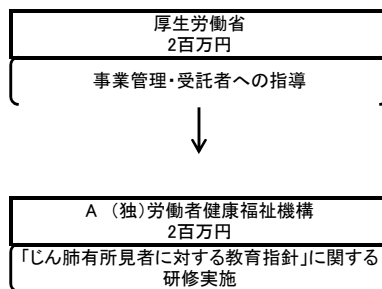 厚生労働省
2百万円
事業管理・受託者への指導
A (独)労働者健康福祉機構
2百万円
「じん肺有所見者に対する教育指針」に関する
研修実施